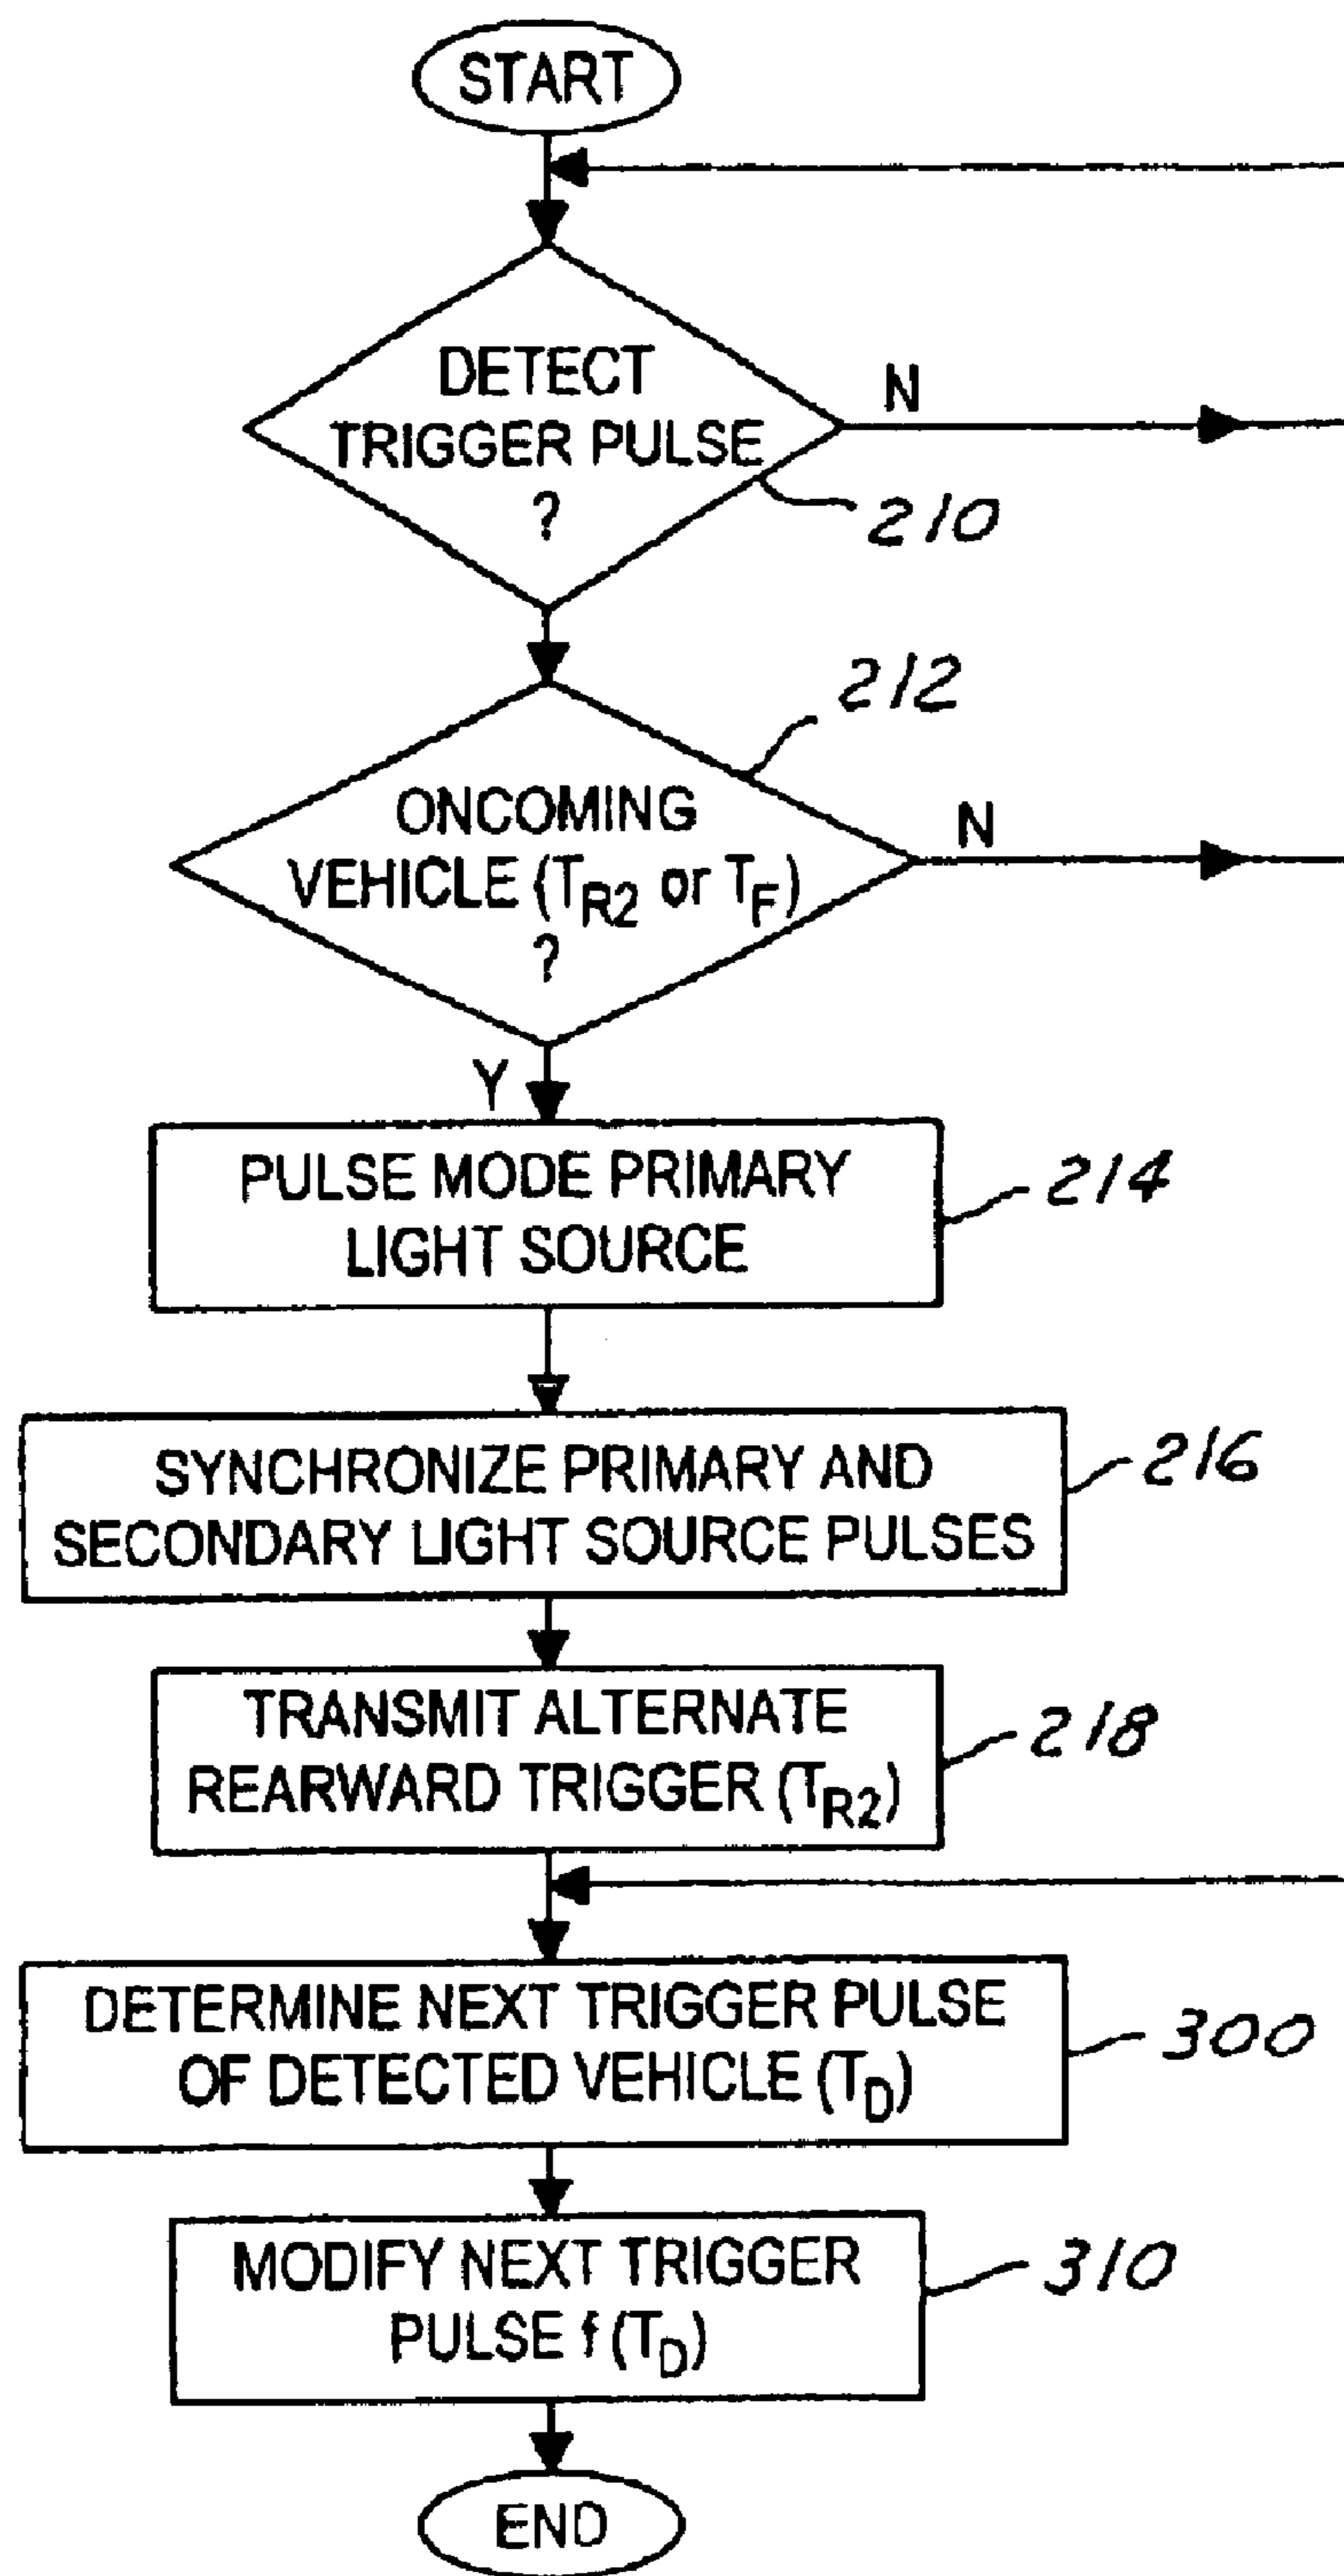 START
DETECT
TRIGGER PULSE
?
N
210
212
ONCOMING
VEHICLE (TR2 or TF)
?
N
Y
PULSE MODE PRIMARY
LIGHT SOURCE
214
SYNCHRONIZE PRIMARY AND
SECONDARY LIGHT SOURCE PULSES
216
TRANSMIT ALTERNATE
REARWARD TRIGGER (TR2)
218
DETERMINE NEXT TRIGGER PULSE
OF DETECTED VEHICLE (TD)
300
MODIFY NEXT TRIGGER
PULSE f (TD)
310
END